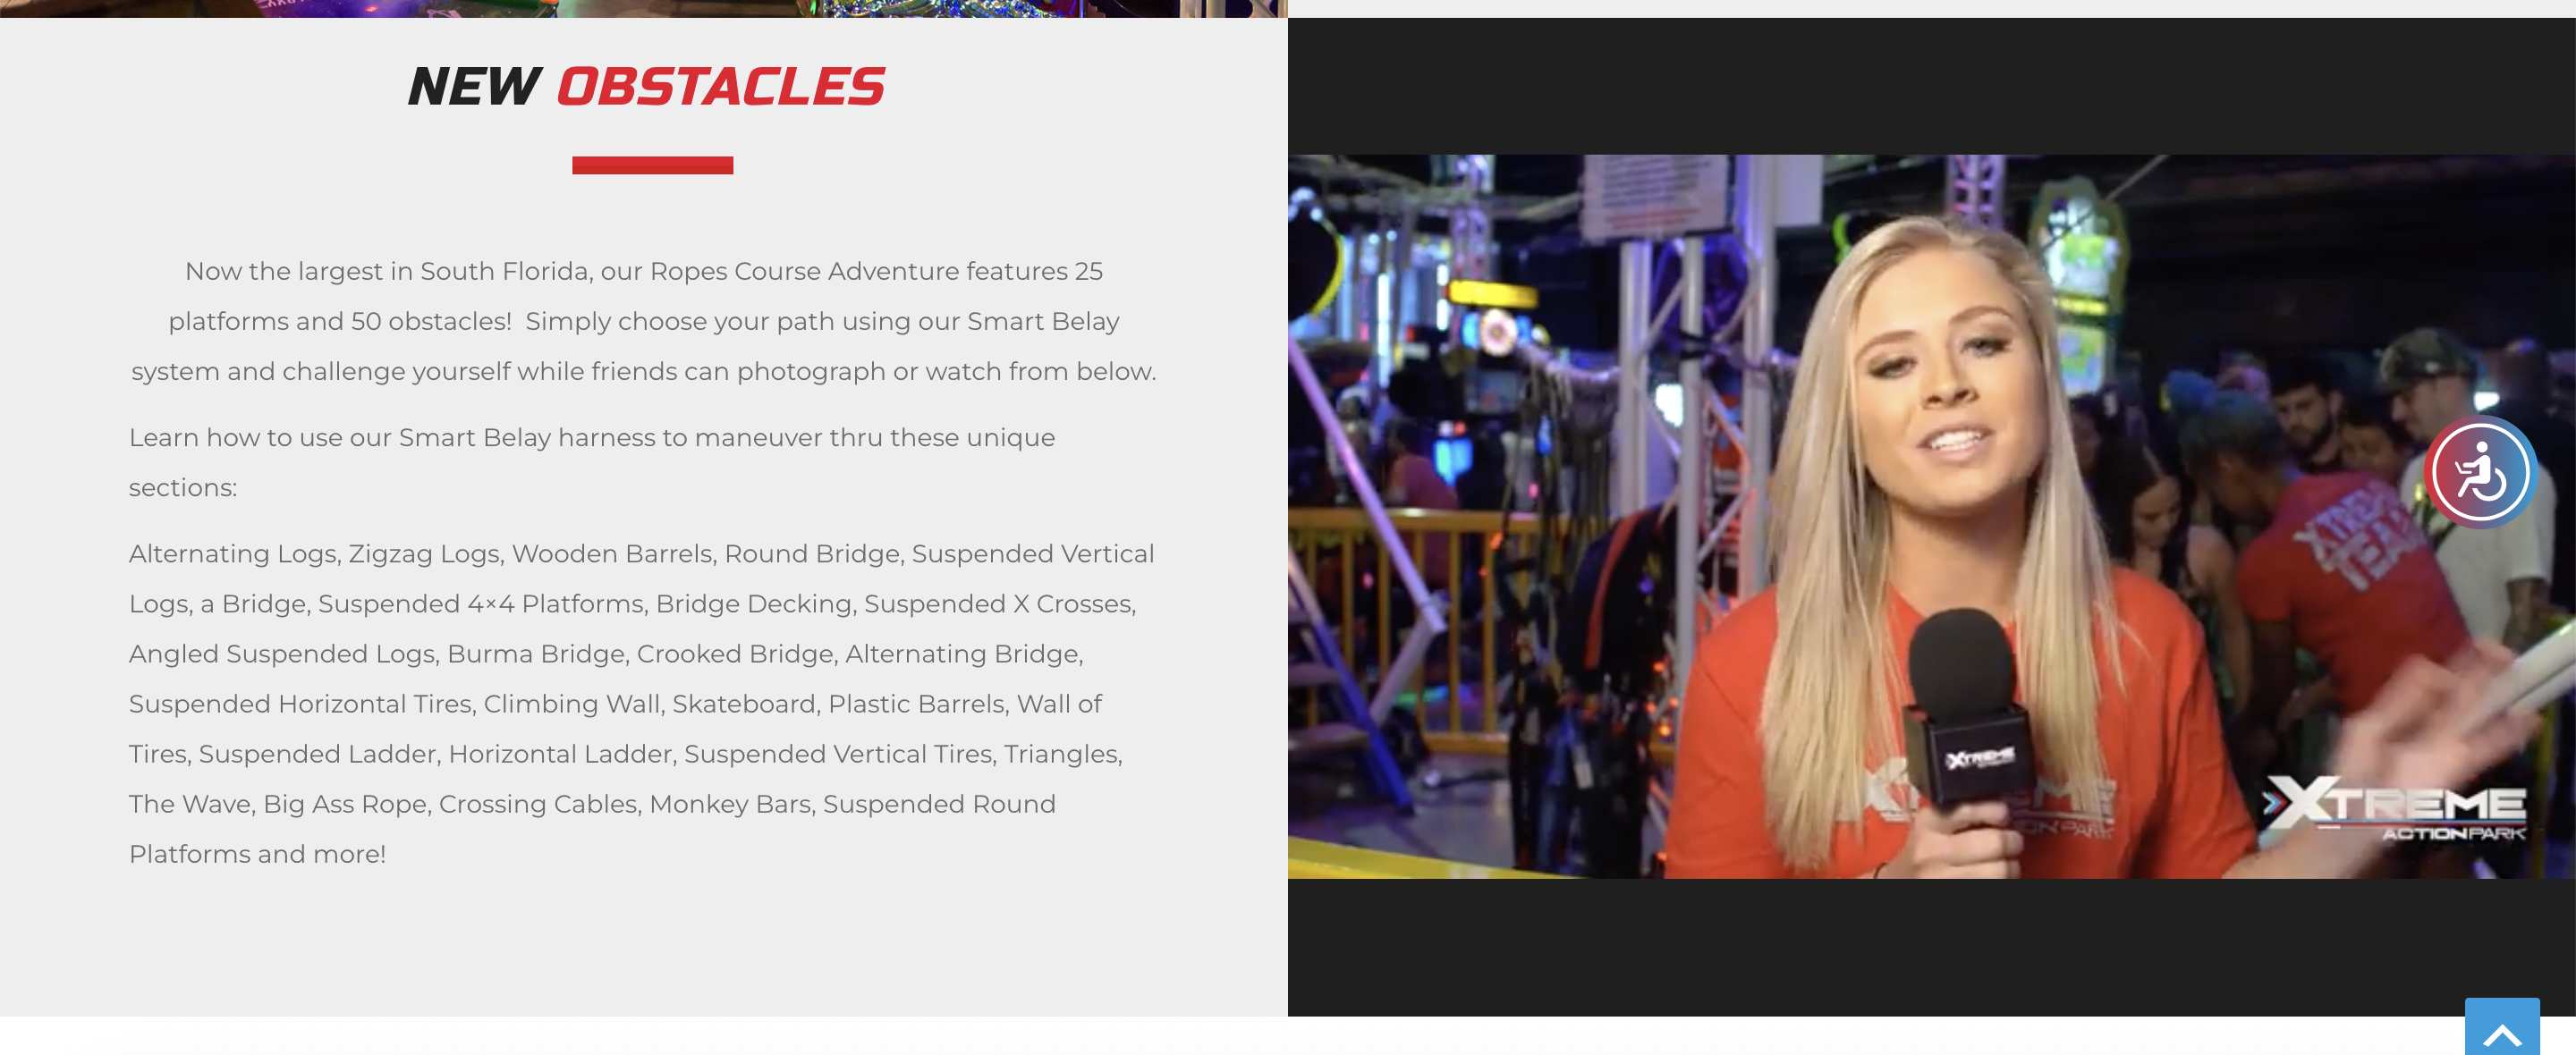 NEW OBSTACLES
Now the largest in South Florida, our Ropes Course Adventure features 25
platforms and 50 obstacles!  Simply choose your path using our Smart Belay
system and challenge yourself while friends can photograph or watch from below.
Learn how to use our Smart Belay harness to maneuver thru these unique
sections:
Alternating Logs, Zigzag Logs, Wooden Barrels, Round Bridge, Suspended Vertical
Logs, a Bridge, Suspended 4×4 Platforms, Bridge Decking, Suspended X Crosses,
Angled Suspended Logs, Burma Bridge, Crooked Bridge, Alternating Bridge,
Suspended Horizontal Tires, Climbing Wall, Skateboard, Plastic Barrels, Wall of
Tires, Suspended Ladder, Horizontal Ladder, Suspended Vertical Tires, Triangles,
The Wave, Big Ass Rope, Crossing Cables, Monkey Bars, Suspended Round
Platforms and more!
XTREME
TEAM
XTREME
XTREME
ACTION PARK